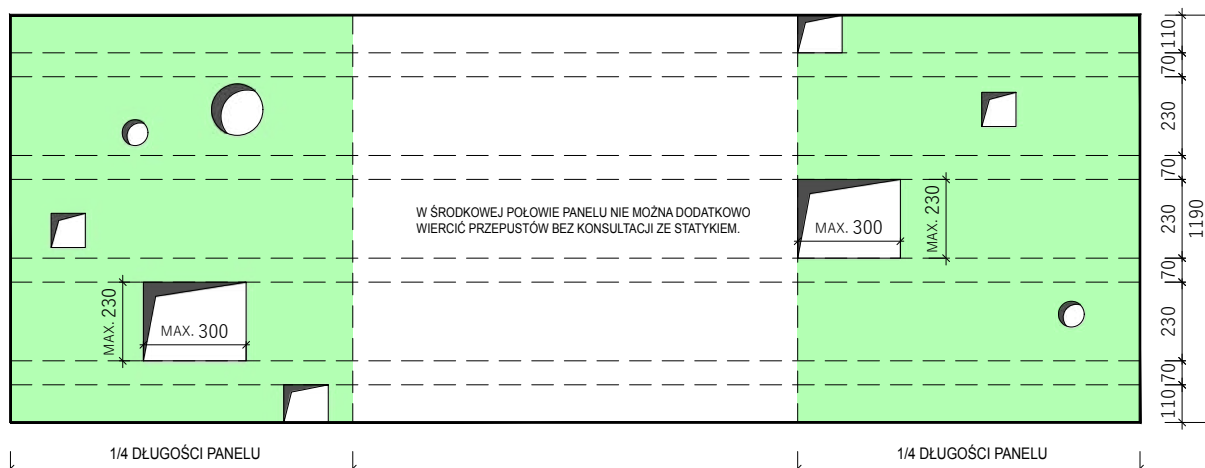 W ŚRODKOWEJ POŁOWIE PANELU NIE MOŻNA DODATKOWO
WIERCIĆ PRZEPUSTÓW BEZ KONSULTACJI ZE STATYKIEM.
MAX. 300
MAX. 230
MAX. 230
MAX. 300
110
70
230
70
230
1190
70
230
70
110
1/4 DŁUGOŚCI PANELU
1/4 DŁUGOŚCI PANELU